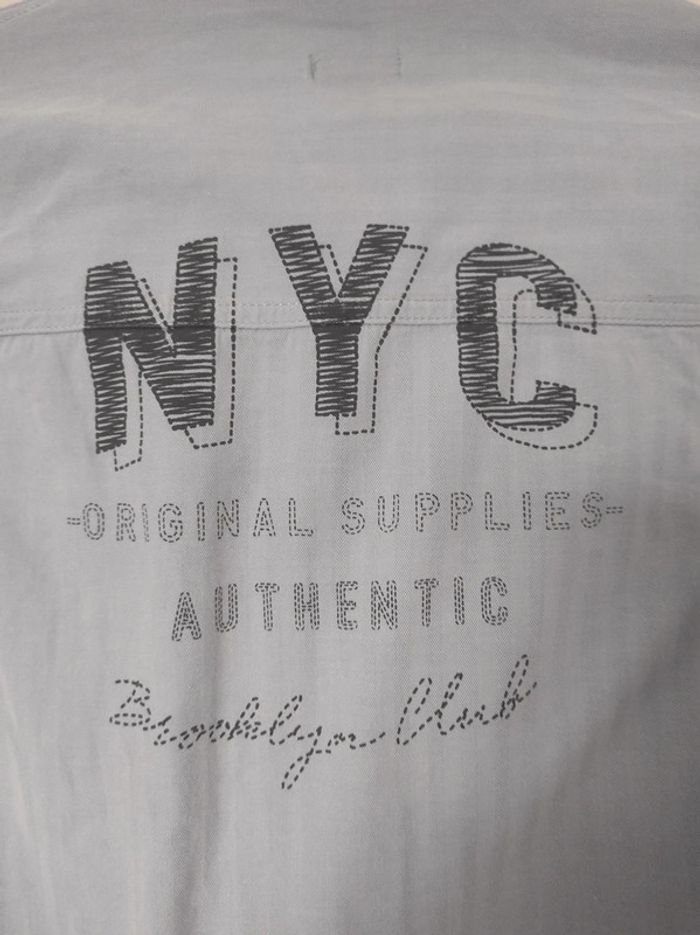 NYC
-ORIGINAL SUPPLIES-
AUTHENTIC
Brooklyn Club